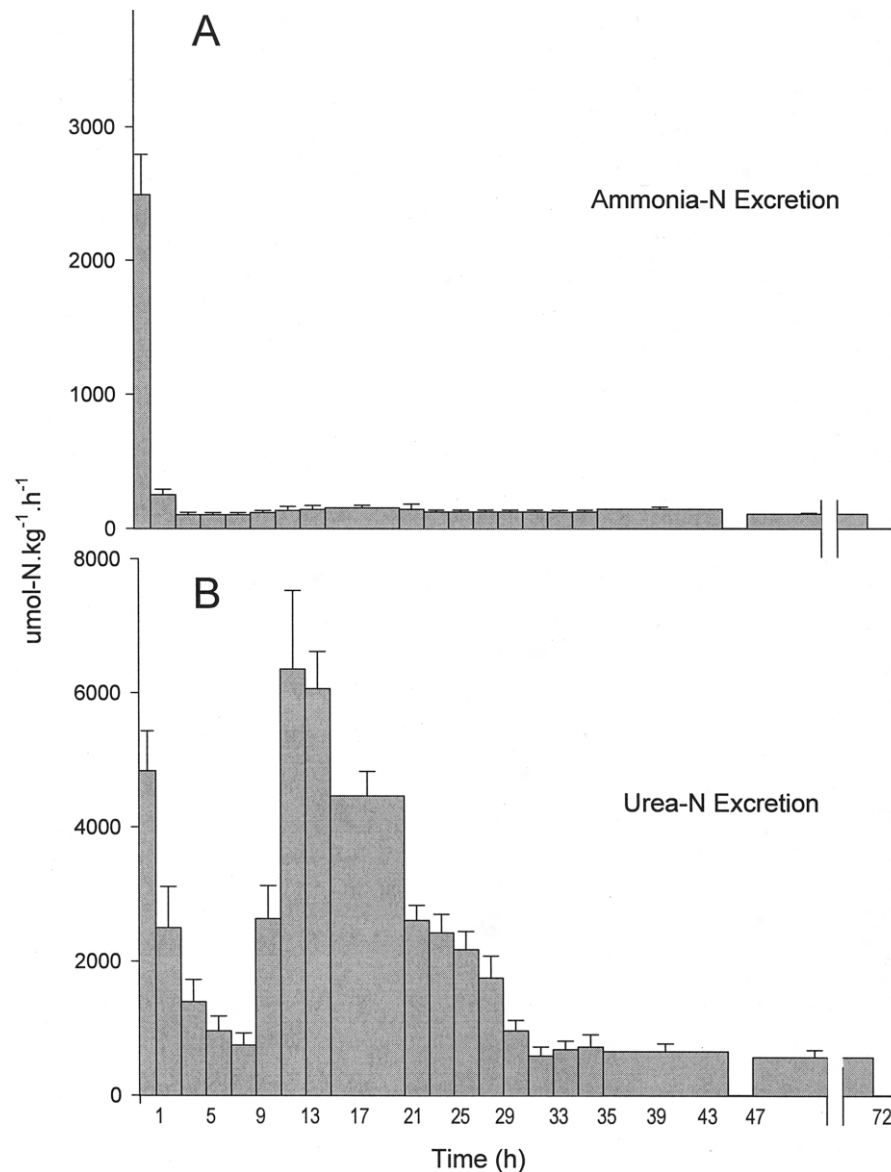 A
3000
Ammonia-N Excretion
2000
1000
0
umol-N.kg⁻¹.h⁻¹
8000
B
6000
Urea-N Excretion
4000
2000
0
1 5 9 13 17 21 25 29 33 35 39 43 47 72
Time (h)